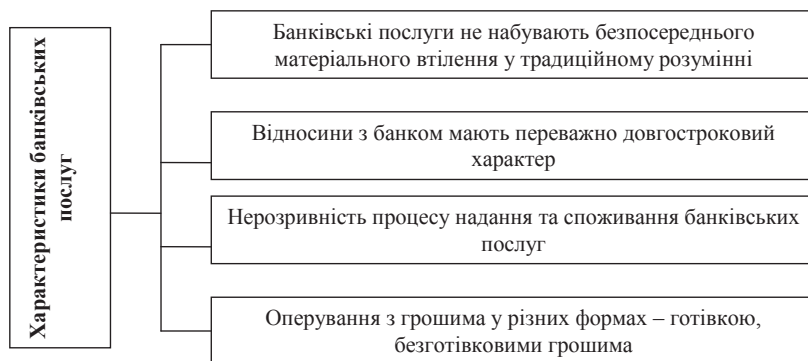 Характеристики банківських
послуг
Банківські послуги не набувають безпосереднього
матеріального втілення у традиційному розумінні
Відносини з банком мають переважно довгостроковий
характер
Нерозривність процесу надання та споживання банківських
послуг
Оперування з грошима у різних формах – готівкою,
безготівковими грошима